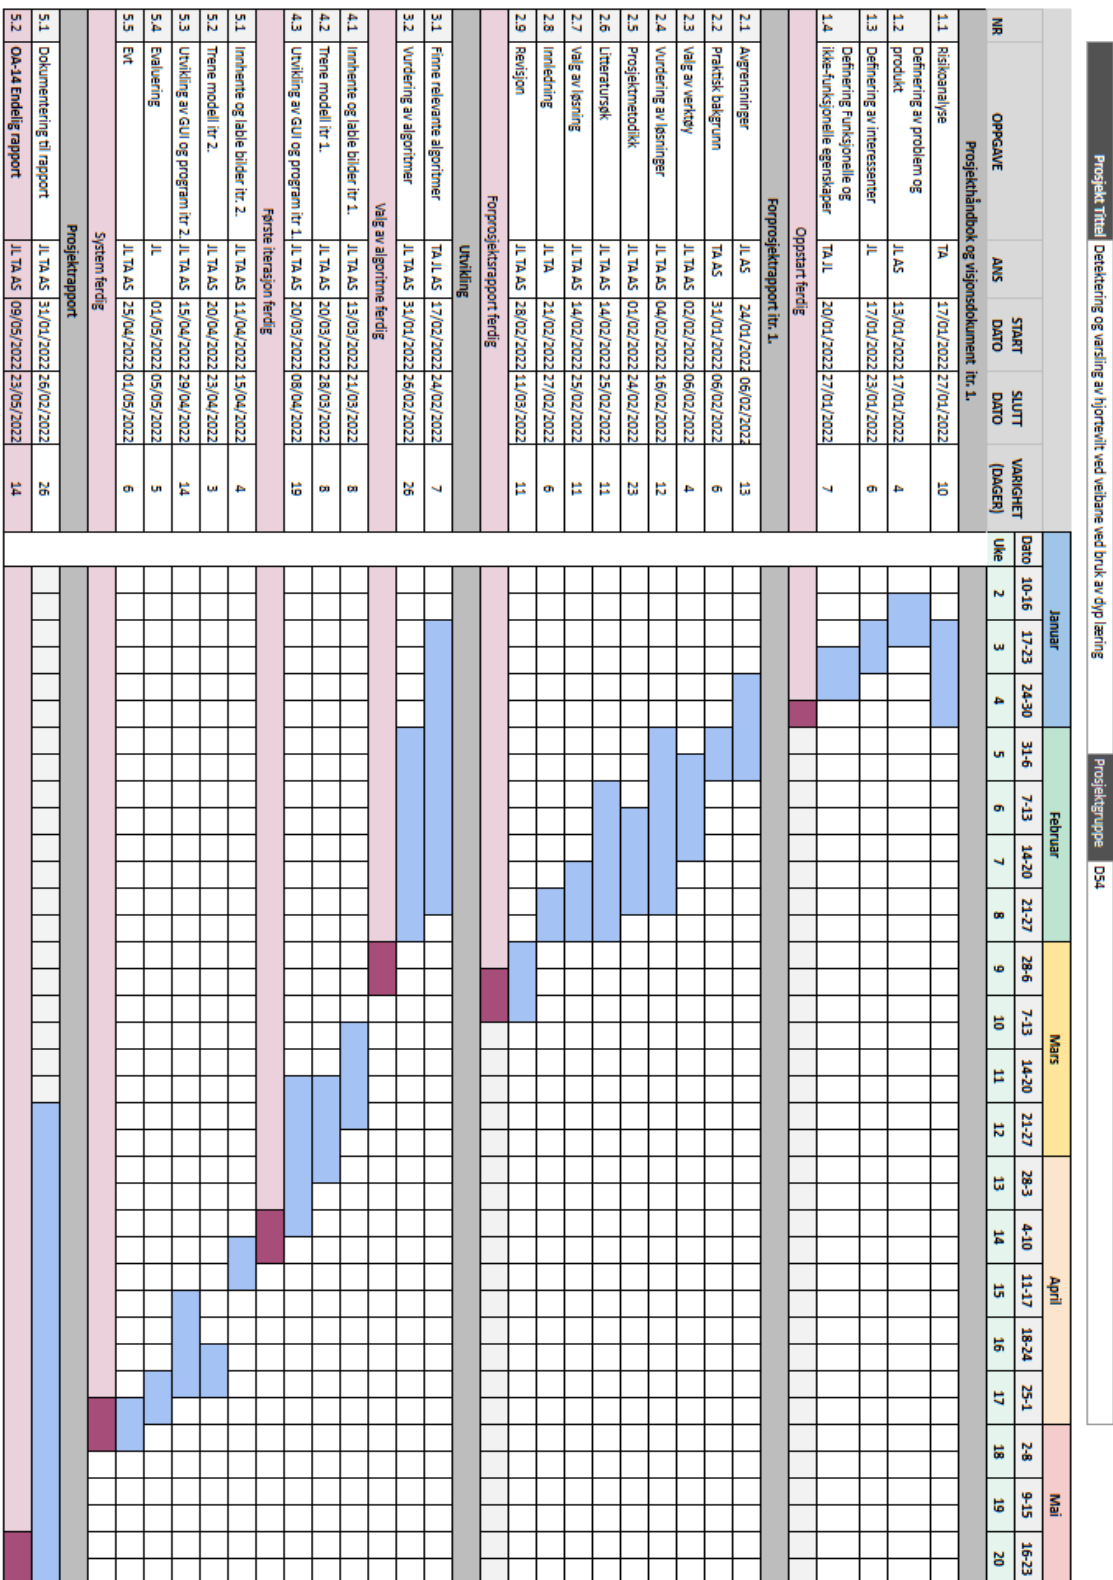 Prosjekt Tittel Detektering og varsling av hjortevilt ved veibane ved bruk av dyp læring Prosjektgruppe D54
Januar Februar Mars April Mai
NR OPPGAVE ANS START DATO SLUTT DATO VARIGHET (DAGER)
Dato 10-16 17-23 24-30 31-6 7-13 14-20 21-27 28-6 7-13 14-20 21-27 28-3 4-10 11-17 18-24 25-1 2-8 9-15 16-23
Uke 2 3 4 5 6 7 8 9 10 11 12 13 14 15 16 17 18 19 20
Prosjekthåndbok og visjonsdokument itr. 1.
1.1 Risikoanalyse TA 17/01/2022 27/01/2022 10
1.2 Definering av problem og
produkt JL AS 13/01/2022 17/01/2022 4
1.3 Definering av interessenter JL 17/01/2022 23/01/2022 6
1.4 Definering Funksjonelle og
ikke-funksjonelle egenskaper TA JL 20/01/2022 27/01/2022 7
Oppstart ferdig
Forprosjektrapport itr. 1.
2.1 Avgrensninger JL AS 24/01/2022 06/02/2022 13
2.2 Praktisk bakgrunn TA AS 31/01/2022 06/02/2022 6
2.3 Valg av verktøy JL TA AS 02/02/2022 06/02/2022 4
2.4 Vurdering av løsninger JL TA AS 04/02/2022 16/02/2022 12
2.5 Prosjektmetodikk JL TA AS 01/02/2022 24/02/2022 23
2.6 Litteratursøk JL TA AS 14/02/2022 25/02/2022 11
2.7 Valg av løsning JL TA AS 14/02/2022 25/02/2022 11
2.8 Innledning JL TA 21/02/2022 27/02/2022 6
2.9 Revisjon JL TA AS 28/02/2022 11/03/2022 11
Forprosjektsrapport ferdig
Utvikling
3.1 Finne relevante algoritmer TA JL AS 17/02/2022 24/02/2022 7
3.2 Vurdering av algoritmer JL TA AS 31/01/2022 26/02/2022 26
Valg av algoritme ferdig
4.1 Innhente og lable bilder itr 1. JL TA AS 13/03/2022 21/03/2022 8
4.2 Trene modell itr 1. JL TA AS 20/03/2022 28/03/2022 8
4.3 Utvikling av GUI og program itr 1. JL TA AS 20/03/2022 08/04/2022 19
Første iterasjon ferdig
5.1 Innhente og lable bilder itr. 2. JL TA AS 11/04/2022 15/04/2022 4
5.2 Trene modell itr 2. JL TA AS 20/04/2022 23/04/2022 3
5.3 Utvikling av GUI og program itr 2. JL TA AS 15/04/2022 29/04/2022 14
5.4 Evaluering JL 01/05/2022 05/05/2022 5
5.5 Evt JL TA AS 25/04/2022 01/05/2022 6
System ferdig
Prosjektrapport
5.1 Dokumentering til rapport JL TA AS 31/01/2022 26/02/2022 26
5.2 OA-14 Endelig rapport JL TA AS 09/05/2022 23/05/2022 14